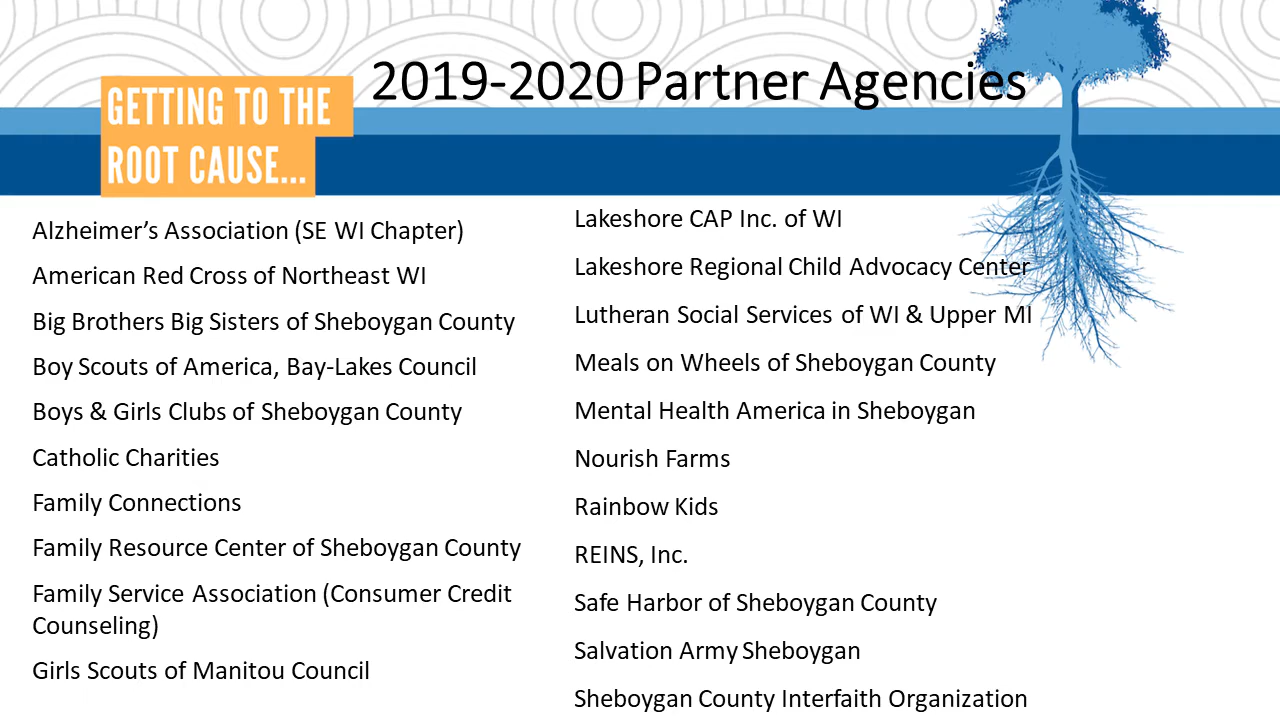 2019-2020 Partner Agencies
GETTING TO THE
ROOT CAUSE...
Alzheimer’s Association (SE WI Chapter)
American Red Cross of Northeast WI
Big Brothers Big Sisters of Sheboygan County
Boy Scouts of America, Bay-Lakes Council
Boys & Girls Clubs of Sheboygan County
Catholic Charities
Family Connections
Family Resource Center of Sheboygan County
Family Service Association (Consumer Credit
Counseling)
Girls Scouts of Manitou Council
Lakeshore CAP Inc. of WI
Lakeshore Regional Child Advocacy Center
Lutheran Social Services of WI & Upper MI
Meals on Wheels of Sheboygan County
Mental Health America in Sheboygan
Nourish Farms
Rainbow Kids
REINS, Inc.
Safe Harbor of Sheboygan County
Salvation Army Sheboygan
Sheboygan County Interfaith Organization